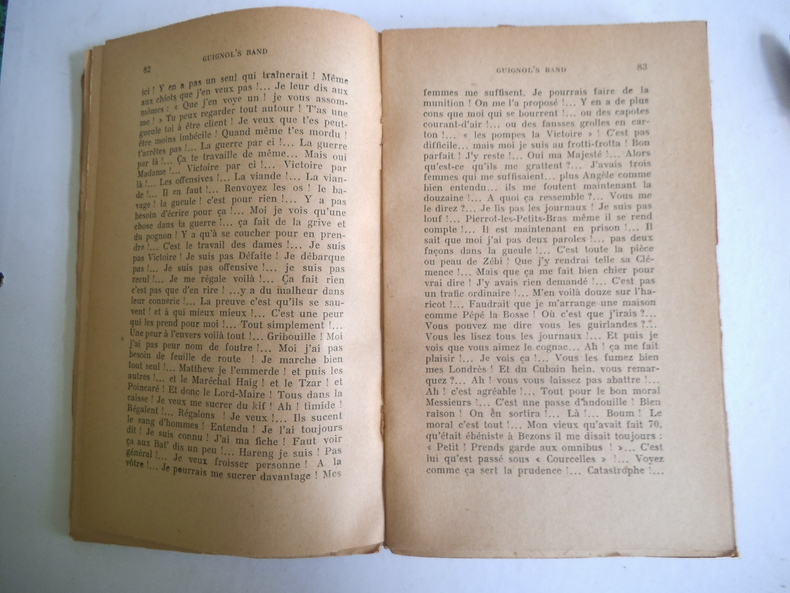 82
GUIGNOL'S BAND
ici ! Y en a pas un seul qui traînerait ! Même
aux chiots que j'en veux pas !... Je leur dis aux
mêmes : « Que j'en voye un ! je vous assom-
me ! » Tu peux regarder tout autour ! T'as une
gueule toi à être client ! Je veux que t'es peut-
être moins imbécile ! Quand même t'es mordu !
t'arrêtes pas !... La guerre par ci !... La guerre
par là !... Ça te travaille de même... Mais oui
Madame !... Victoire par ci !... Victoire par
là !... Les offensives !... La viande !... La vian-
de !... Il en faut !... Renvoyez les os ! le ba-
vage ! la gueule ! c'est pour rien !... Y a pas
besoin d'écrire pour ça !... Moi je vois qu'une
chose dans la guerre !... ça fait de la grive et
du pognon ! Y a qu'à se coucher pour en pren-
dre !... C'est le travail des dames !... Je suis
pas Victoire ! Je suis pas Défaite ! Je débarque
pas !... Je suis pas offensive !... je suis pas
recul !... Je me régale voilà !... Ça fait rien
c'est pas que d'en rire ! ...y a du malheur dans
leur connerie !... La preuve c'est qu'ils se sau-
vent ! et à qui mieux mieux !... C'est une peur
qui les prend pour moi !... Tout simplement !...
Une peur à l'envers voilà tout !... Gribouille ! Moi
j'ai pas peur nom de foutre !... Moi j'ai pas
besoin de feuille de route ! Je marche bien
tout seul !... Matthew je l'emmerde ! et puis les
autres !... et le Maréchal Haig ! et le Tzar ! et
Poincaré ! Et donc le Lord-Maire ! Tous dans la
caisse ! Je veux me sucrer du kif ! Ah ! timide !
Régalent !... Régalons ! Je veux !... Ils sucent
le sang d'hommes ! Entendu ! Je l'ai toujours
dit ! Je suis connu ! J'ai ma fiche ! Faut voir
ça aux Bat' dis un peu !... Hareng je suis ! Pas
général !... Je veux froisser personne ! A la
vôtre !... Je pourrais me sucrer davantage ! Mes
GUIGNOL'S BAND
83
femmes me suffisent. Je pourrais faire de la
munition ! On me l'a proposé !... Y en a de plus
cons que moi qui se bourrent !... ou des capotes
courant-d'air !... ou des fausses grolles en car-
ton !... « les pompes la Victoire » ! C'est pas
difficile... mais moi je suis au frotti-frotta ! Bon
parfait ! J'y reste !... Oui ma Majesté !... Alors
qu'est-ce qu'ils me grattent ?... J'avais trois
femmes qui me suffisaient... plus Angèle comme
bien entendu... ils me foutent maintenant la
douzaine !... A quoi ça ressemble ?... Vous me
le direz ?... Je lis pas les journaux ! Je suis pas
louf !... Pierrot-les-Petits-Bras même il se rend
compte !... Il est maintenant en prison !... Il
sait que moi j'ai pas deux paroles !... pas deux
façons dans la gueule !... C'est toute la pièce
ou peau de Zébi ! Que j'y rendrai telle sa Clé-
mence !... Mais que ça me fait bien chier pour
vrai dire ! J'y avais rien demandé !... C'est pas
un trafic ordinaire !... M'en voilà douze sur l'ha-
ricot !... Faudrait que je m'arrange une maison
comme Pépé la Bosse ! Où c'est que j'irais ?...
Vous pouvez me dire vous les guirlandes ?...
Vous les lisez tous les journaux !... Et puis je
vois que vous aimez le cognac... Ah ! ça me fait
plaisir !... Je vois ça !... Vous les fumez bien
mes Londrès ! Et du Cubain hein, vous remar-
quez ?... Ah ! vous vous laissez pas abattre !...
Ah ! c'est agréable !... Tout pour le bon moral
Messieurs !... C'est une passe d'andouille ! Bien
raison ! On en sortira !... Là !... Boum ! Le
moral c'est tout !... Mon vieux qu'avait fait 70,
qu'était ébéniste à Bezons il me disait toujours :
« Petit ! Prends garde aux omnibus ! »... C'est
lui qu'est passé sous « Courcelles » !... Voyez
comme ça sert la prudence !... Catastrophe !...